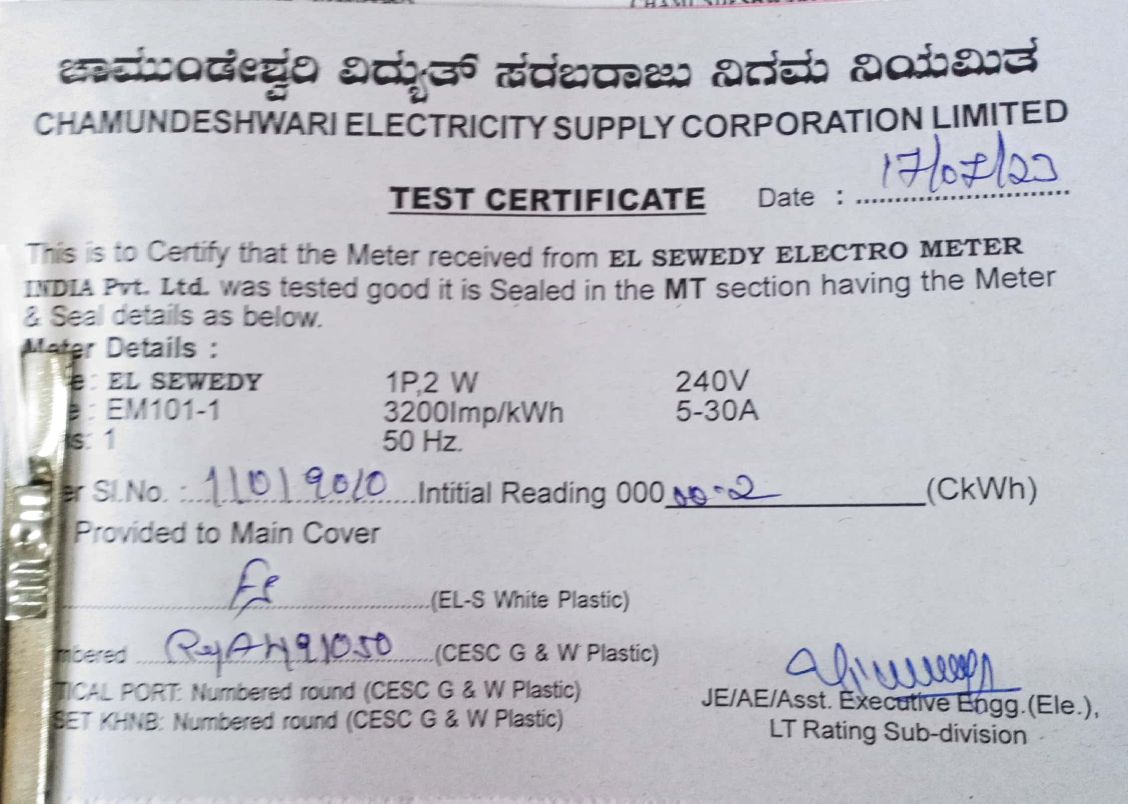 ಚಾಮುಂಡೇಶ್ವರಿ ವಿದ್ಯುತ್ ಸರಬರಾಜು ನಿಗಮ ನಿಯಮಿತ
CHAMUNDESHWARI ELECTRICITY SUPPLY CORPORATION LIMITED
TEST CERTIFICATE Date : 17/07/23
This is to Certify that the Meter received from EL SEWEDY ELECTRO METER
INDIA Pvt. Ltd. was tested good it is Sealed in the MT section having the Meter
& Seal details as below.
Meter Details :
: EL SEWEDY 1P,2 W 240V
: EM101-1 3200Imp/kWh 5-30A
: 1 50 Hz.
Sl.No. : 11019010 Intitial Reading 000 00-2 (CkWh)
Provided to Main Cover
(EL-S White Plastic)
(CESC G & W Plastic)
PORT: Numbered round (CESC G & W Plastic)
KHNB: Numbered round (CESC G & W Plastic)
JE/AE/Asst. Executive Engg.(Ele.),
LT Rating Sub-division